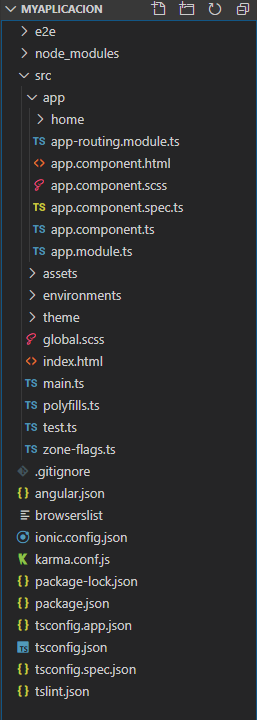 MYAPLICACION
e2e
node_modules
src
app
home
TS app-routing.module.ts
<> app.component.html
app.component.scss
TS app.component.spec.ts
TS app.component.ts
TS app.module.ts
assets
environments
theme
global.scss
<> index.html
TS main.ts
TS polyfills.ts
TS test.ts
TS zone-flags.ts
.gitignore
{} angular.json
browserslist
ionic.config.json
K karma.conf.js
{} package-lock.json
{} package.json
{} tsconfig.app.json
TS tsconfig.json
{} tsconfig.spec.json
{} tslint.json